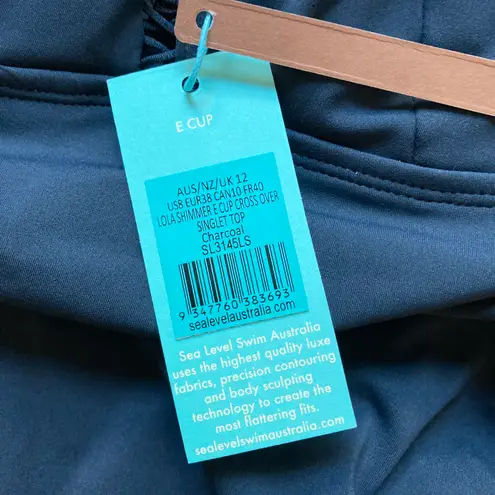 E CUP
AUS/NZ/UK 12
US8 EUR38 CAN10 FR40
LOLA SHIMMER E CUP CROSS OVER
SINGLET TOP
Charcoal
SL3145LS
9 347760 383693
sealevelaustralia.com
Sea Level Swim Australia
uses the highest quality luxe
fabrics, precision contouring
and body sculpting
technology to create the
most flattering fits.
sealevelswimaustralia.com